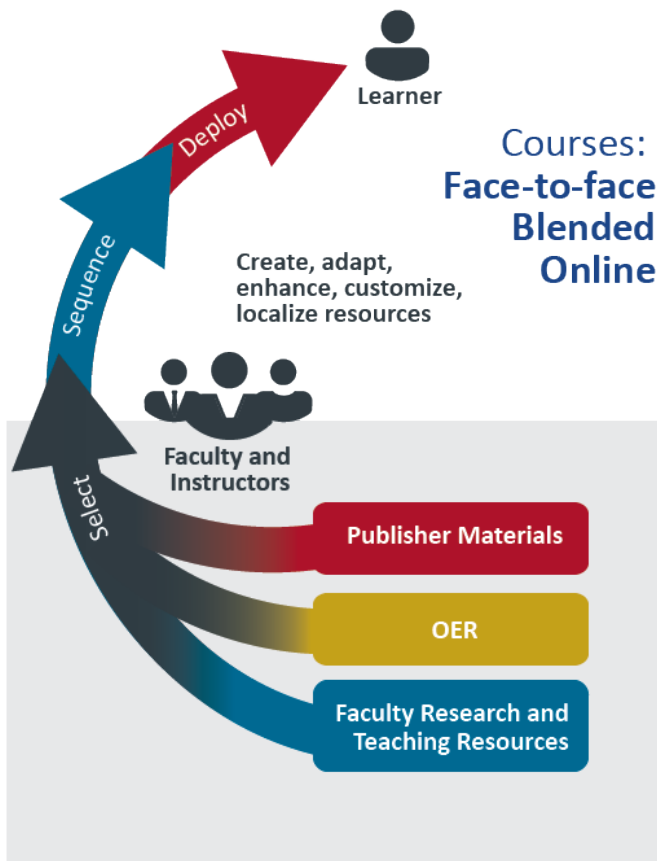 Learner
Deploy
Courses:
Face-to-face
Blended
Online
Sequence
Create, adapt,
enhance, customize,
localize resources
Faculty and
Instructors
Select
Publisher Materials
OER
Faculty Research and
Teaching Resources